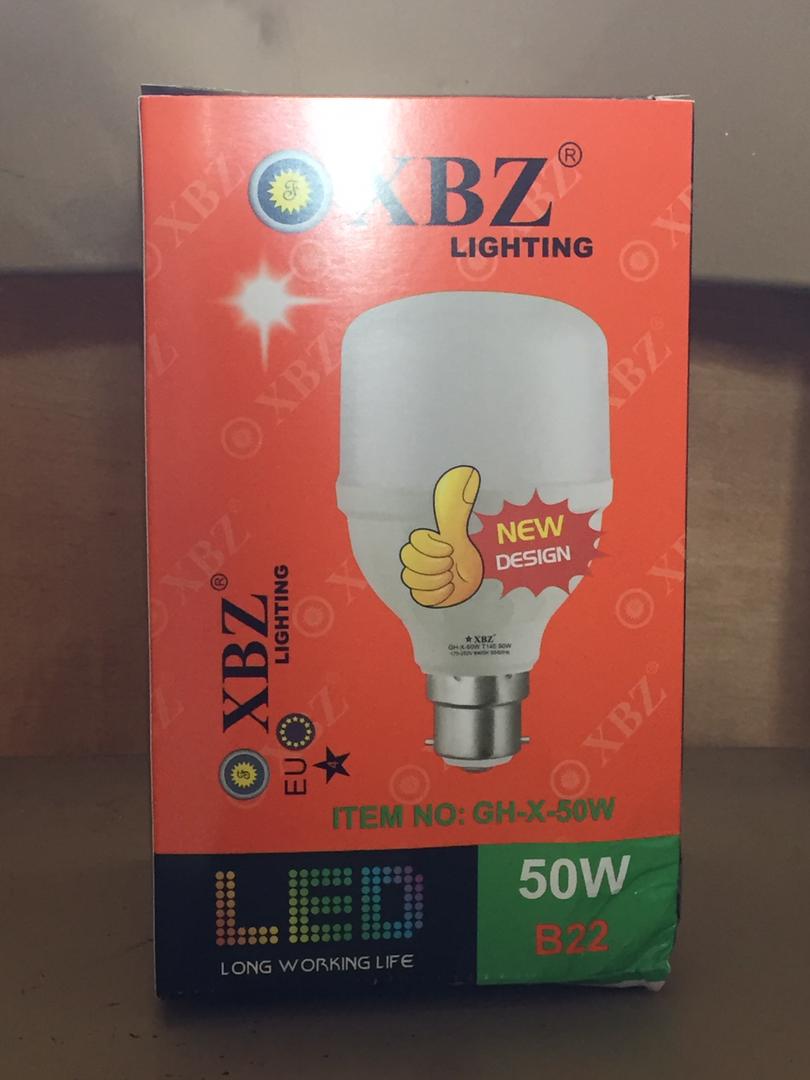 XBZ®
LIGHTING
NEW
DESIGN
XBZ
GH-X-50W T140 50W
XBZ®
LIGHTING
EU
4
ITEM NO: GH-X-50W
LED
LONG WORKING LIFE
50W
B22